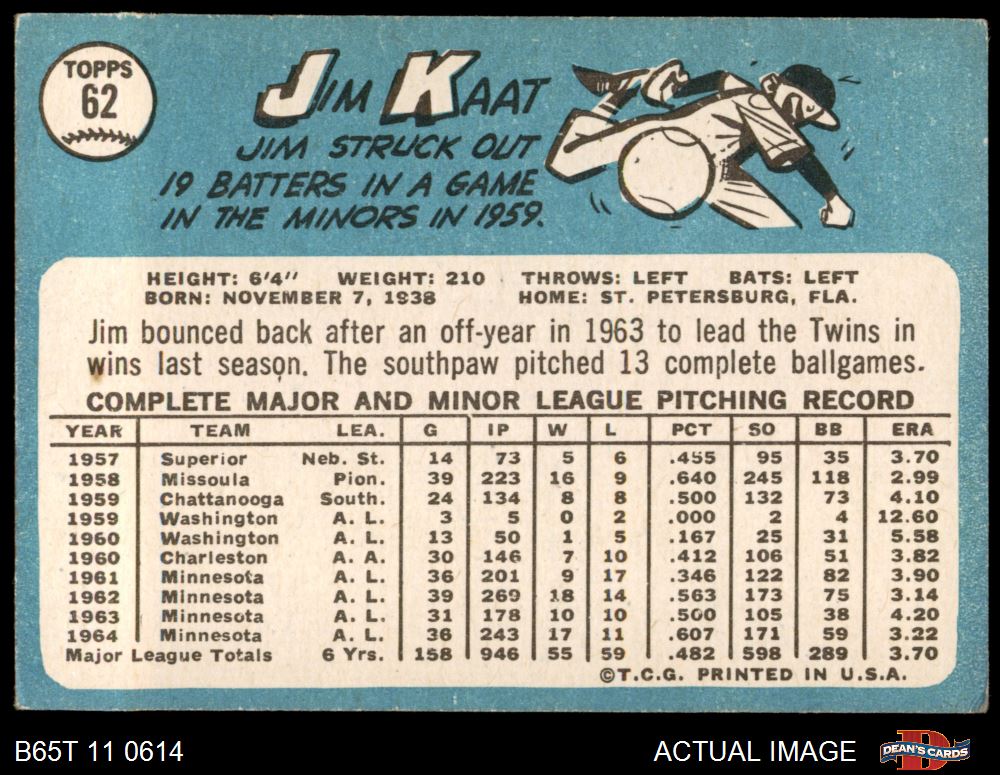 TOPPS
62
JIM KAAT
JIM STRUCK OUT
19 BATTERS IN A GAME
IN THE MINORS IN 1959.
HEIGHT: 6'4" WEIGHT: 210 THROWS: LEFT BATS: LEFT
BORN: NOVEMBER 7, 1938 HOME: ST. PETERSBURG, FLA.
Jim bounced back after an off-year in 1963 to lead the Twins in
wins last season. The southpaw pitched 13 complete ballgames.
COMPLETE MAJOR AND MINOR LEAGUE PITCHING RECORD
YEAR TEAM LEA. G IP W L PCT SO BB ERA
1957 Superior Neb. St. 14 73 5 6 .455 95 35 3.70
1958 Missoula Pion. 39 223 16 9 .640 245 118 2.99
1959 Chattanooga South. 24 134 8 8 .500 132 73 4.10
1959 Washington A. L. 3 5 0 2 .000 2 4 12.60
1960 Washington A. L. 13 50 1 5 .167 25 31 5.58
1960 Charleston A. A. 30 146 7 10 .412 106 51 3.82
1961 Minnesota A. L. 36 201 9 17 .346 122 82 3.90
1962 Minnesota A. L. 39 269 18 14 .563 173 75 3.14
1963 Minnesota A. L. 31 178 10 10 .500 105 38 4.20
1964 Minnesota A. L. 36 243 17 11 .607 171 59 3.22
Major League Totals 6 Yrs. 158 946 55 59 .482 598 289 3.70
©T.C.G. PRINTED IN U.S.A.
B65T 11 0614 ACTUAL IMAGE DEAN'S CARDS